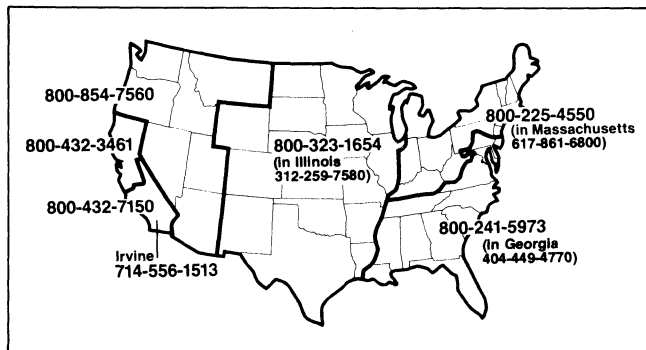 800-854-7560
800-432-3461
800-432-7150
Irvine
714-556-1513
800-323-1654
(in Illinois
312-259-7580)
800-225-4550
(in Massachusetts
617-861-6800)
800-241-5973
(in Georgia
404-449-4770)